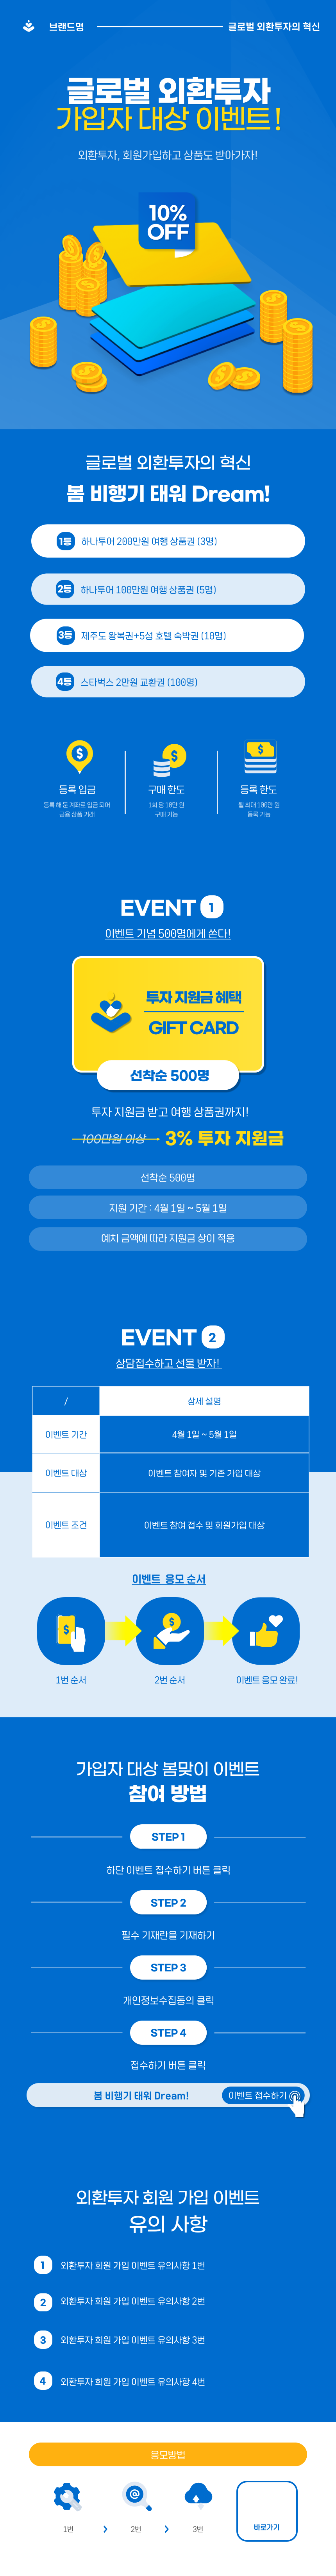 브랜드명
글로벌 외환투자의 혁신
글로벌 외환투자
가입자 대상 이벤트!
외환투자, 회원가입하고 상품도 받아가자!
10%
OFF
글로벌 외환투자의 혁신
봄 비행기 태워 Dream!
1등 하나투어 200만원 여행 상품권 (3명)
2등 하나투어 100만원 여행 상품권 (5명)
3등 제주도 왕복권+5성 호텔 숙박권 (10명)
4등 스타벅스 2만원 교환권 (100명)
등록 입금
등록 해 둔 계좌로 입금 되어
금융 상품 거래
구매 한도
1회 당 10만 원
구매 가능
등록 한도
월 최대 100만 원
등록 가능
EVENT 1
이벤트 기념 500명에게 쏜다!
투자 지원금 혜택
GIFT CARD
선착순 500명
투자 지원금 받고 여행 상품권까지!
100만원 이상 3% 투자 지원금
선착순 500명
지원 기간 : 4월 1일 ~ 5월 1일
예치 금액에 따라 지원금 상이 적용
EVENT 2
상담접수하고 선물 받자!
/ 상세 설명
이벤트 기간 4월 1일 ~ 5월 1일
이벤트 대상 이벤트 참여자 및 기존 가입 대상
이벤트 조건 이벤트 참여 접수 및 회원가입 대상
이벤트 응모 순서
1번 순서
2번 순서
이벤트 응모 완료!
가입자 대상 봄맞이 이벤트
참여 방법
STEP 1
하단 이벤트 접수하기 버튼 클릭
STEP 2
필수 기재란을 기재하기
STEP 3
개인정보수집동의 클릭
STEP 4
접수하기 버튼 클릭
봄 비행기 태워 Dream!
이벤트 접수하기
외환투자 회원 가입 이벤트
유의 사항
1 외환투자 회원 가입 이벤트 유의사항 1번
2 외환투자 회원 가입 이벤트 유의사항 2번
3 외환투자 회원 가입 이벤트 유의사항 3번
4 외환투자 회원 가입 이벤트 유의사항 4번
응모방법
1번
2번
3번
바로가기